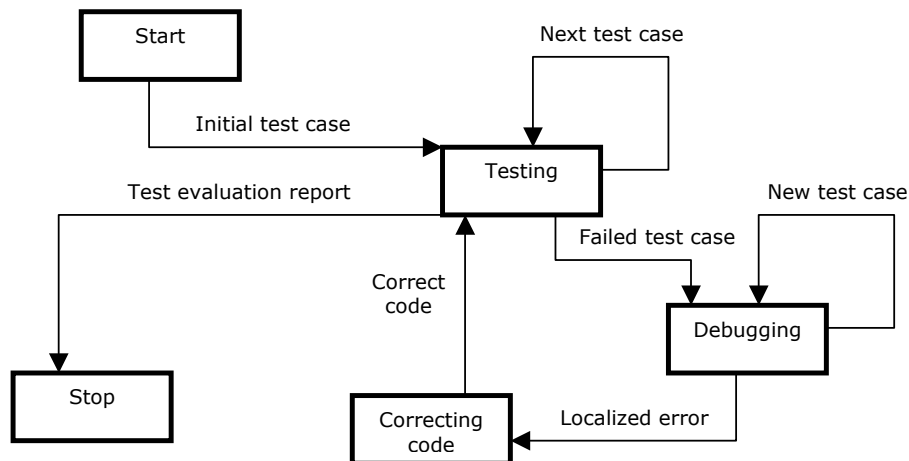 Start
Next test case
Initial test case
Testing
Test evaluation report
New test case
Failed test case
Correct
code
Debugging
Stop
Correcting
code
Localized error